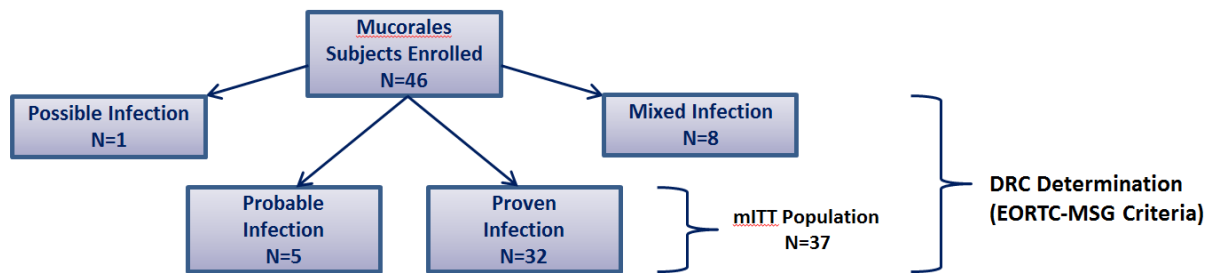 Mucorales
Subjects Enrolled
N=46
Possible Infection
N=1
Mixed Infection
N=8
Probable
Infection
N=5
Proven
Infection
N=32
mITT Population
N=37
DRC Determination
(EORTC-MSG Criteria)